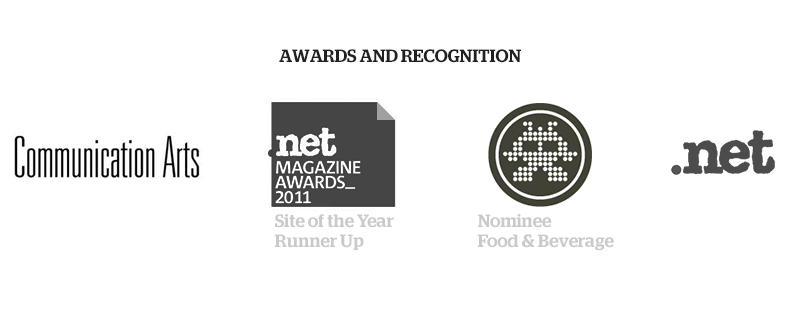 AWARDS AND RECOGNITION
Communication Arts
.net
MAGAZINE
AWARDS_
2011
Site of the Year
Runner Up
Nominee
Food & Beverage
.net